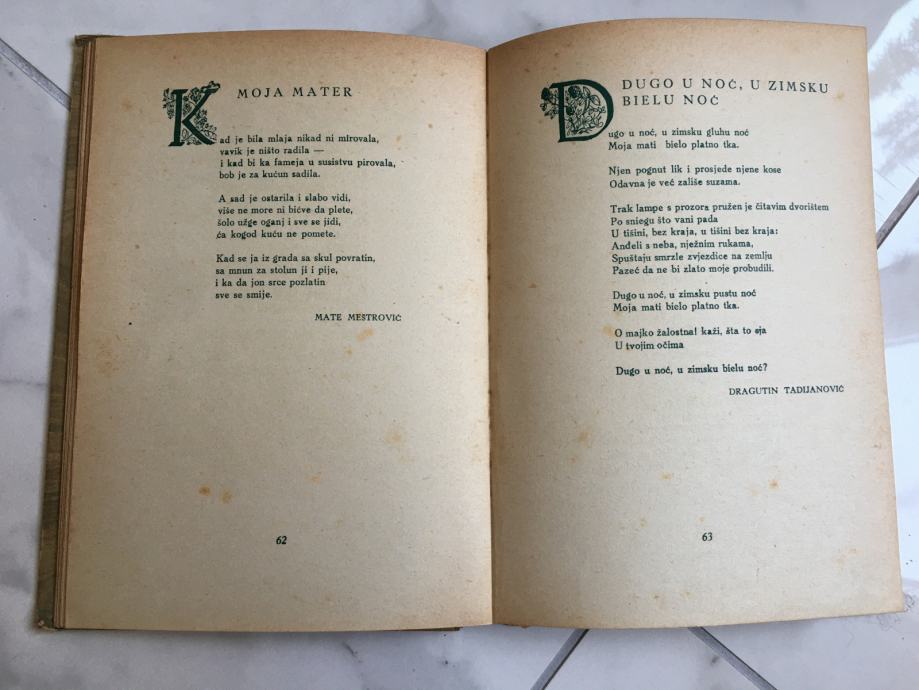 MOJA MATER
Kad je bila mlaja nikad ni mirovala,
vavik je ništo radila —
i kad bi ka fameja u susistvu pirovala,
bob je za kućun sadila.
A sad je ostarila i slabo vidi,
više ne more ni bićve da plete,
šolo užge oganj i sve se jidi,
ća kogod kuću ne pomete.
Kad se ja iz grada sa skul povratin,
sa mnun za stolun ji i pije,
i ka da jon srce pozlatin
sve se smije.
MATE MEŠTROVIĆ
62
DUGO U NOĆ, U ZIMSKU
BIELU NOĆ
Dugo u noć, u zimsku gluhu noć
Moja mati bielo platno tka.
Njen pognut lik i prosjede njene kose
Odavna je već zališe suzama.
Trak lampe s prozora pružen je čitavim dvorištem
Po sniegu što vani pada
U tišini, bez kraja, u tišini bez kraja:
Anđeli s neba, nježnim rukama,
Spuštaju smrzle zvjezdice na zemlju
Pazeć da ne bi zlato moje probudili.
Dugo u noć, u zimsku pustu noć
Moja mati bielo platno tka.
O majko žalostna! kaži, šta to sja
U tvojim očima
Dugo u noć, u zimsku bielu noć?
DRAGUTIN TADIJANOVIĆ
63